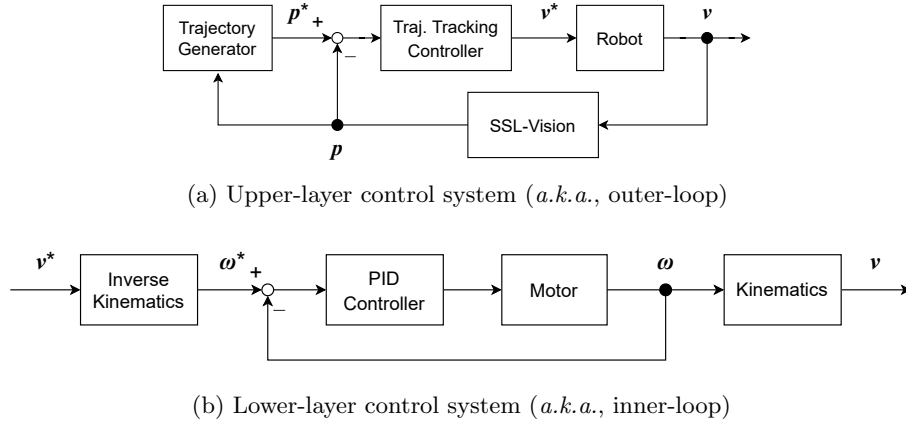 p* + v* v
Trajectory
Generator
Traj. Tracking
Controller
Robot
−
SSL-Vision
p
(a) Upper-layer control system (a.k.a., outer-loop)
v* ω* + ω v
Inverse
Kinematics
PID
Controller
Motor
Kinematics
−
(b) Lower-layer control system (a.k.a., inner-loop)